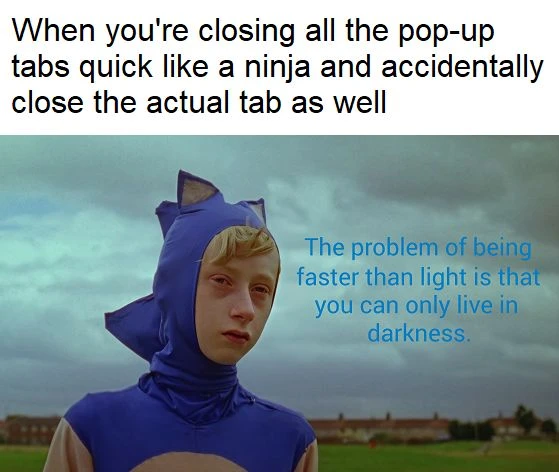 When you're closing all the pop-up
tabs quick like a ninja and accidentally
close the actual tab as well
The problem of being
faster than light is that
you can only live in
darkness.